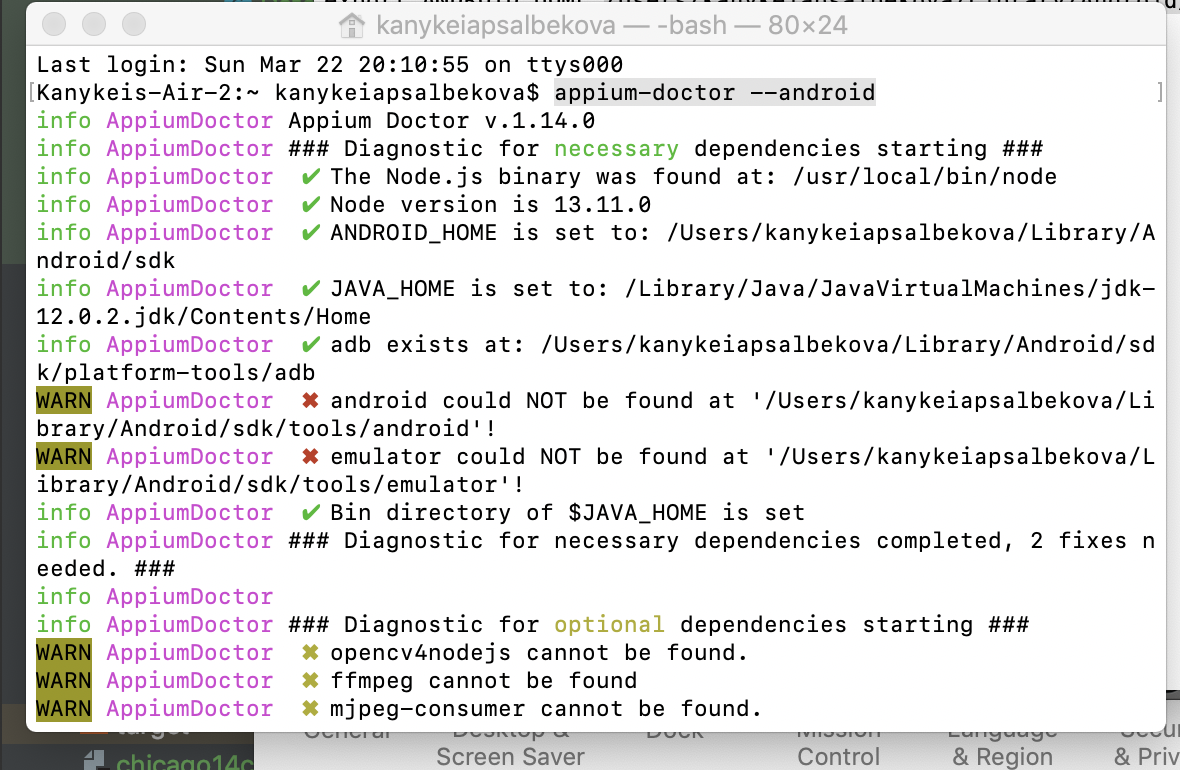 kanykeiapsalbekova — -bash — 80×24
Last login: Sun Mar 22 20:10:55 on ttys000
[Kanykeis-Air-2:~ kanykeiapsalbekova$ appium-doctor --android ]
info AppiumDoctor Appium Doctor v.1.14.0
info AppiumDoctor ### Diagnostic for necessary dependencies starting ###
info AppiumDoctor ✔ The Node.js binary was found at: /usr/local/bin/node
info AppiumDoctor ✔ Node version is 13.11.0
info AppiumDoctor ✔ ANDROID_HOME is set to: /Users/kanykeiapsalbekova/Library/A
ndroid/sdk
info AppiumDoctor ✔ JAVA_HOME is set to: /Library/Java/JavaVirtualMachines/jdk-
12.0.2.jdk/Contents/Home
info AppiumDoctor ✔ adb exists at: /Users/kanykeiapsalbekova/Library/Android/sd
k/platform-tools/adb
WARN AppiumDoctor ✖ android could NOT be found at '/Users/kanykeiapsalbekova/Li
brary/Android/sdk/tools/android'!
WARN AppiumDoctor ✖ emulator could NOT be found at '/Users/kanykeiapsalbekova/L
ibrary/Android/sdk/tools/emulator'!
info AppiumDoctor ✔ Bin directory of $JAVA_HOME is set
info AppiumDoctor ### Diagnostic for necessary dependencies completed, 2 fixes n
eeded. ###
info AppiumDoctor
info AppiumDoctor ### Diagnostic for optional dependencies starting ###
WARN AppiumDoctor ✖ opencv4nodejs cannot be found.
WARN AppiumDoctor ✖ ffmpeg cannot be found
WARN AppiumDoctor ✖ mjpeg-consumer cannot be found.
target
General Desktop & Dock Mission Language
chicago14c Screen Saver Control & Region & Priv